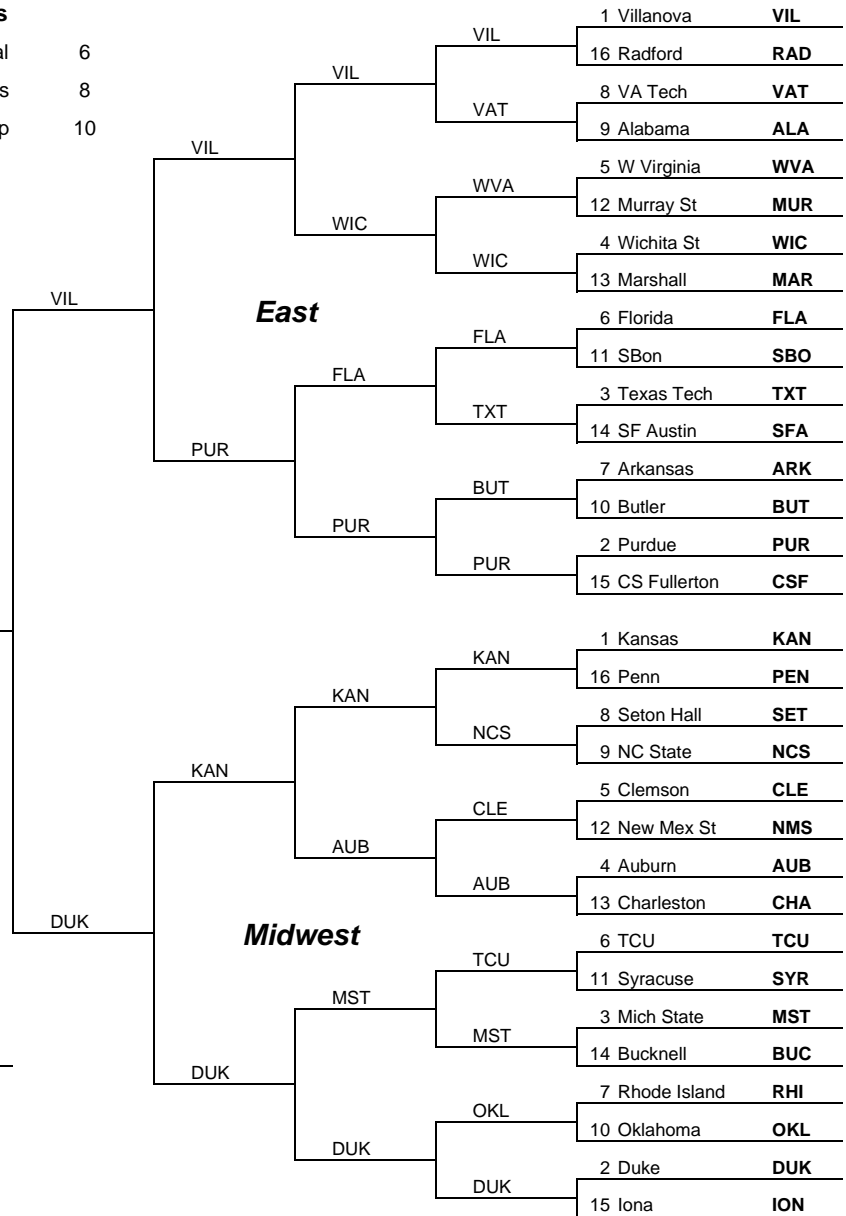 s
al 6
s 8
p 10
1 Villanova VIL
VIL
16 Radford RAD
VIL
8 VA Tech VAT
VAT
9 Alabama ALA
VIL
5 W Virginia WVA
WVA
12 Murray St MUR
WIC
4 Wichita St WIC
WIC
13 Marshall MAR
VIL
East
6 Florida FLA
FLA
11 SBon SBO
FLA
3 Texas Tech TXT
TXT
14 SF Austin SFA
PUR
7 Arkansas ARK
BUT
10 Butler BUT
PUR
2 Purdue PUR
PUR
15 CS Fullerton CSF
1 Kansas KAN
KAN
16 Penn PEN
KAN
8 Seton Hall SET
NCS
9 NC State NCS
KAN
5 Clemson CLE
CLE
12 New Mex St NMS
AUB
4 Auburn AUB
AUB
13 Charleston CHA
DUK
Midwest
6 TCU TCU
TCU
11 Syracuse SYR
MST
3 Mich State MST
MST
14 Bucknell BUC
DUK
7 Rhode Island RHI
OKL
10 Oklahoma OKL
DUK
2 Duke DUK
DUK
15 Iona ION